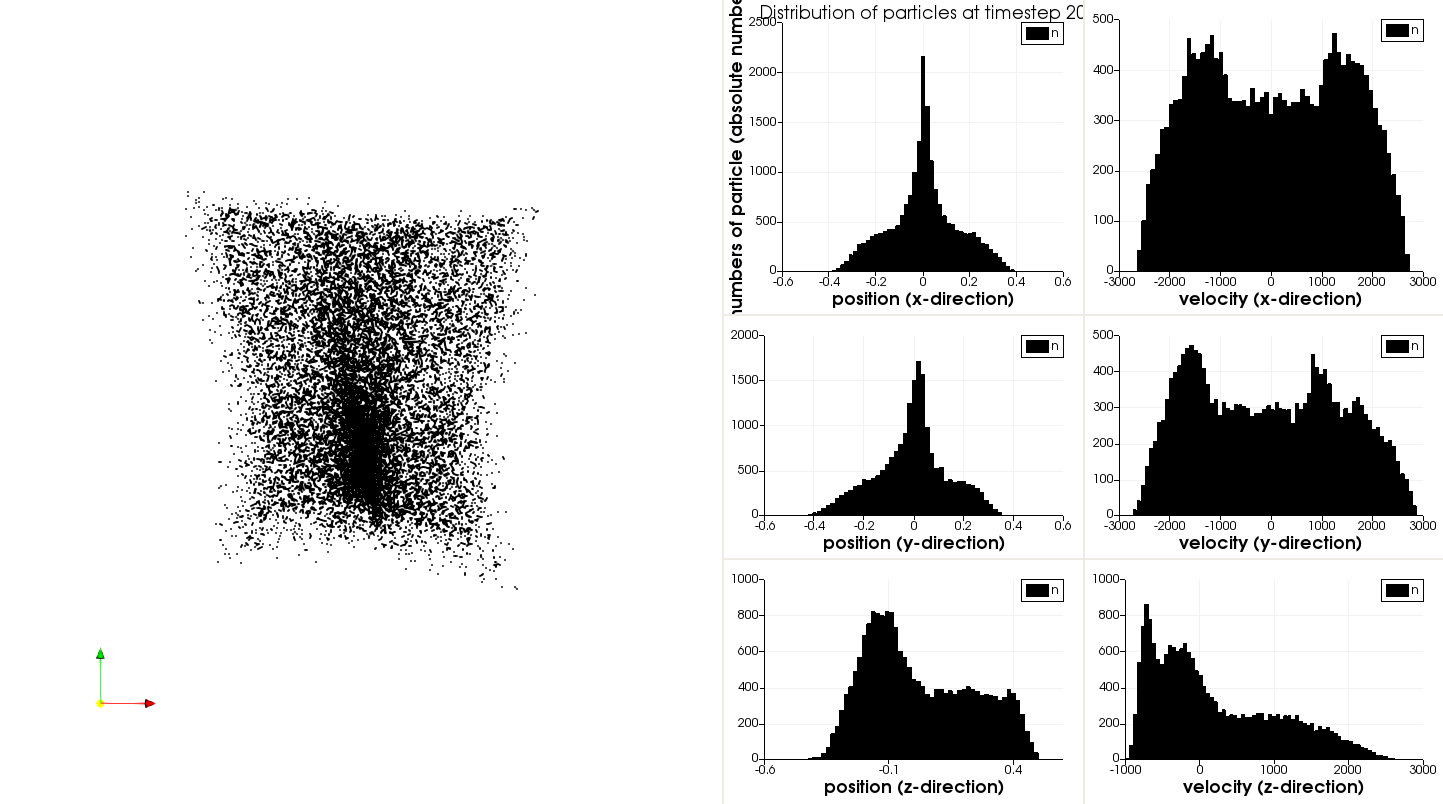 Distribution of particles at timestep 20
numbers of particle (absolute numbe
2500
2000
1500
1000
500
0
-0.6 -0.4 -0.2 0 0.2 0.4 0.6
position (x-direction)
n
500
400
300
200
100
0
-3000 -2000 -1000 0 1000 2000 3000
velocity (x-direction)
n
2000
1500
1000
500
0
-0.6 -0.4 -0.2 0 0.2 0.4 0.6
position (y-direction)
n
500
400
300
200
100
0
-3000 -2000 -1000 0 1000 2000 3000
velocity (y-direction)
n
1000
800
600
400
200
0
-0.6 -0.1 0.4
position (z-direction)
n
1000
800
600
400
200
0
-1000 0 1000 2000 3000
velocity (z-direction)
n